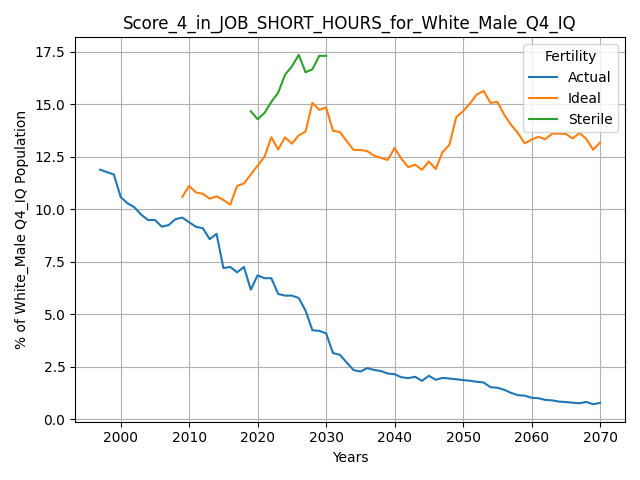 Score_4_in_JOB_SHORT_HOURS_for_White_Male_Q4_IQ
Fertility
Actual
Ideal
Sterile
% of White_Male Q4_IQ Population
17.5
15.0
12.5
10.0
7.5
5.0
2.5
0.0
2000 2010 2020 2030 2040 2050 2060 2070
Years